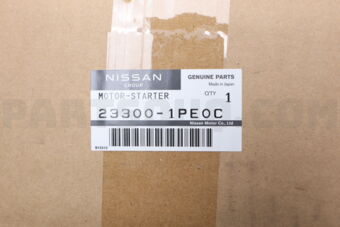 NISSAN
GROUP
GENUINE PARTS
Made in Japan
MOTOR-STARTER
QTY
1
23300-1PE0C
Nissan Motor Co., Ltd